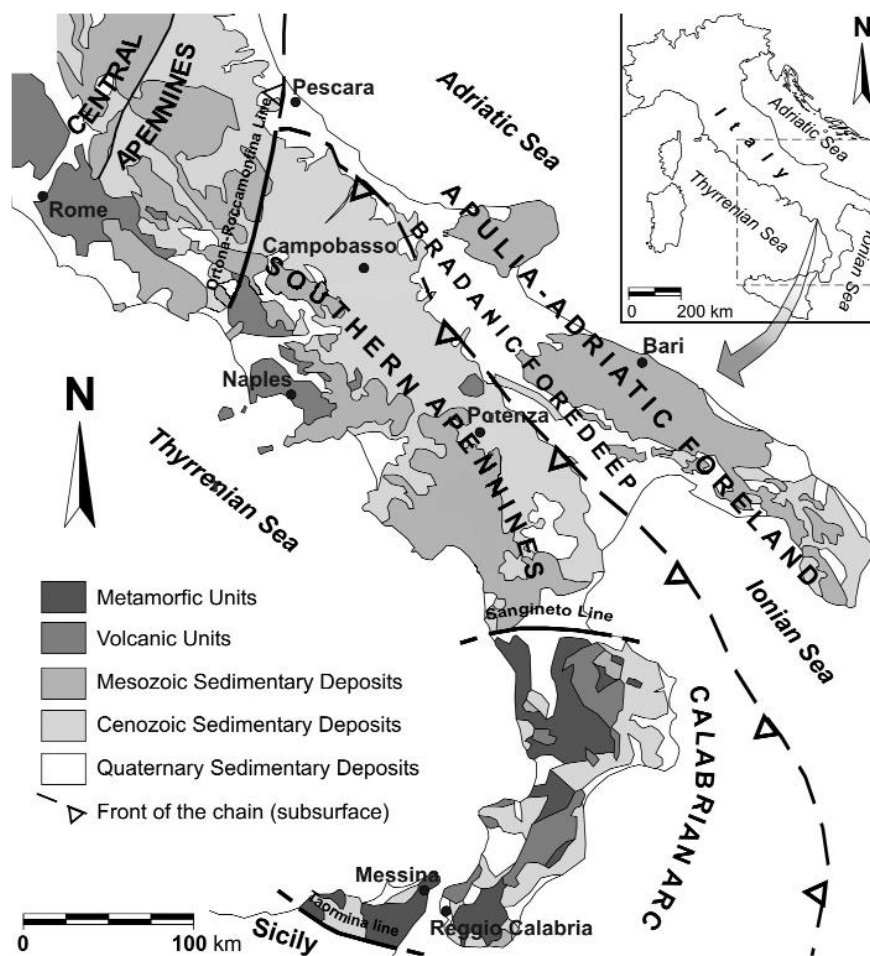 CENTRAL
APENNINES
Pescara
Adriatic Sea
N
Italy
Adriatic Sea
Thyrrenian Sea
Ionian Sea
0 200 km
Rome
Ortona-Roccamonfina Line
Campobasso
APULIA-ADRIATIC FORELAND
BRADANIC FOREDEEP
SOUTHERN APENNINES
Bari
Naples
Potenza
N
Thyrrenian Sea
Ionian Sea
Sangineto Line
Metamorfic Units
Volcanic Units
Mesozoic Sedimentary Deposits
Cenozoic Sedimentary Deposits
Quaternary Sedimentary Deposits
Front of the chain (subsurface)
CALABRIAN ARC
Messina
Taormina line
Reggio Calabria
Sicily
0 100 km